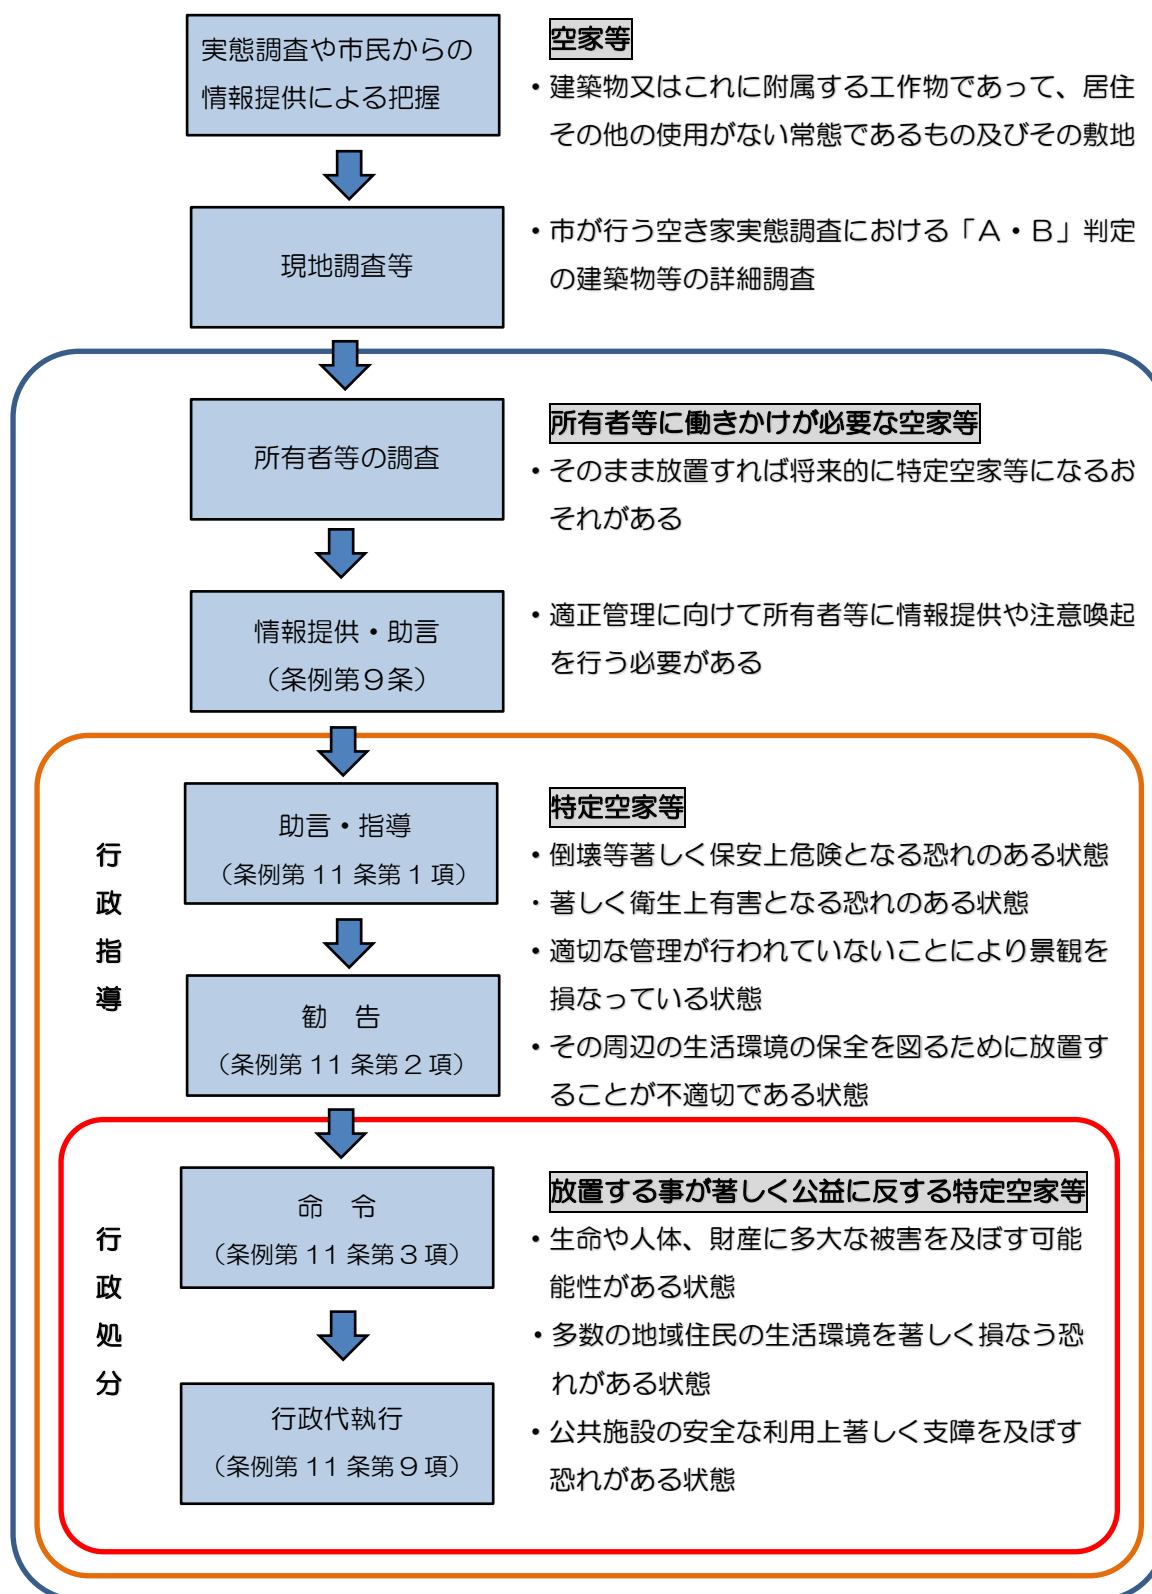 実態調査や市民からの
情報提供による把握
空家等
・建築物又はこれに附属する工作物であって、居住
その他の使用がない常態であるもの及びその敷地
現地調査等
・市が行う空き家実態調査における「A・B」判定
の建築物等の詳細調査
所有者等の調査
所有者等に働きかけが必要な空家等
・そのまま放置すれば将来的に特定空家等になるお
それがある
情報提供・助言
（条例第９条）
・適正管理に向けて所有者等に情報提供や注意喚起
を行う必要がある
行政指導
助言・指導
（条例第 11 条第１項）
特定空家等
・倒壊等著しく保安上危険となる恐れのある状態
・著しく衛生上有害となる恐れのある状態
・適切な管理が行われていないことにより景観を
損なっている状態
・その周辺の生活環境の保全を図るために放置す
ることが不適切である状態
勧　告
（条例第 11 条第２項）
行政処分
命　令
（条例第 11 条第３項）
放置する事が著しく公益に反する特定空家等
・生命や人体、財産に多大な被害を及ぼす可能
能性がある状態
・多数の地域住民の生活環境を著しく損なう恐
れがある状態
・公共施設の安全な利用上著しく支障を及ぼす
恐れがある状態
行政代執行
（条例第 11 条第９項）